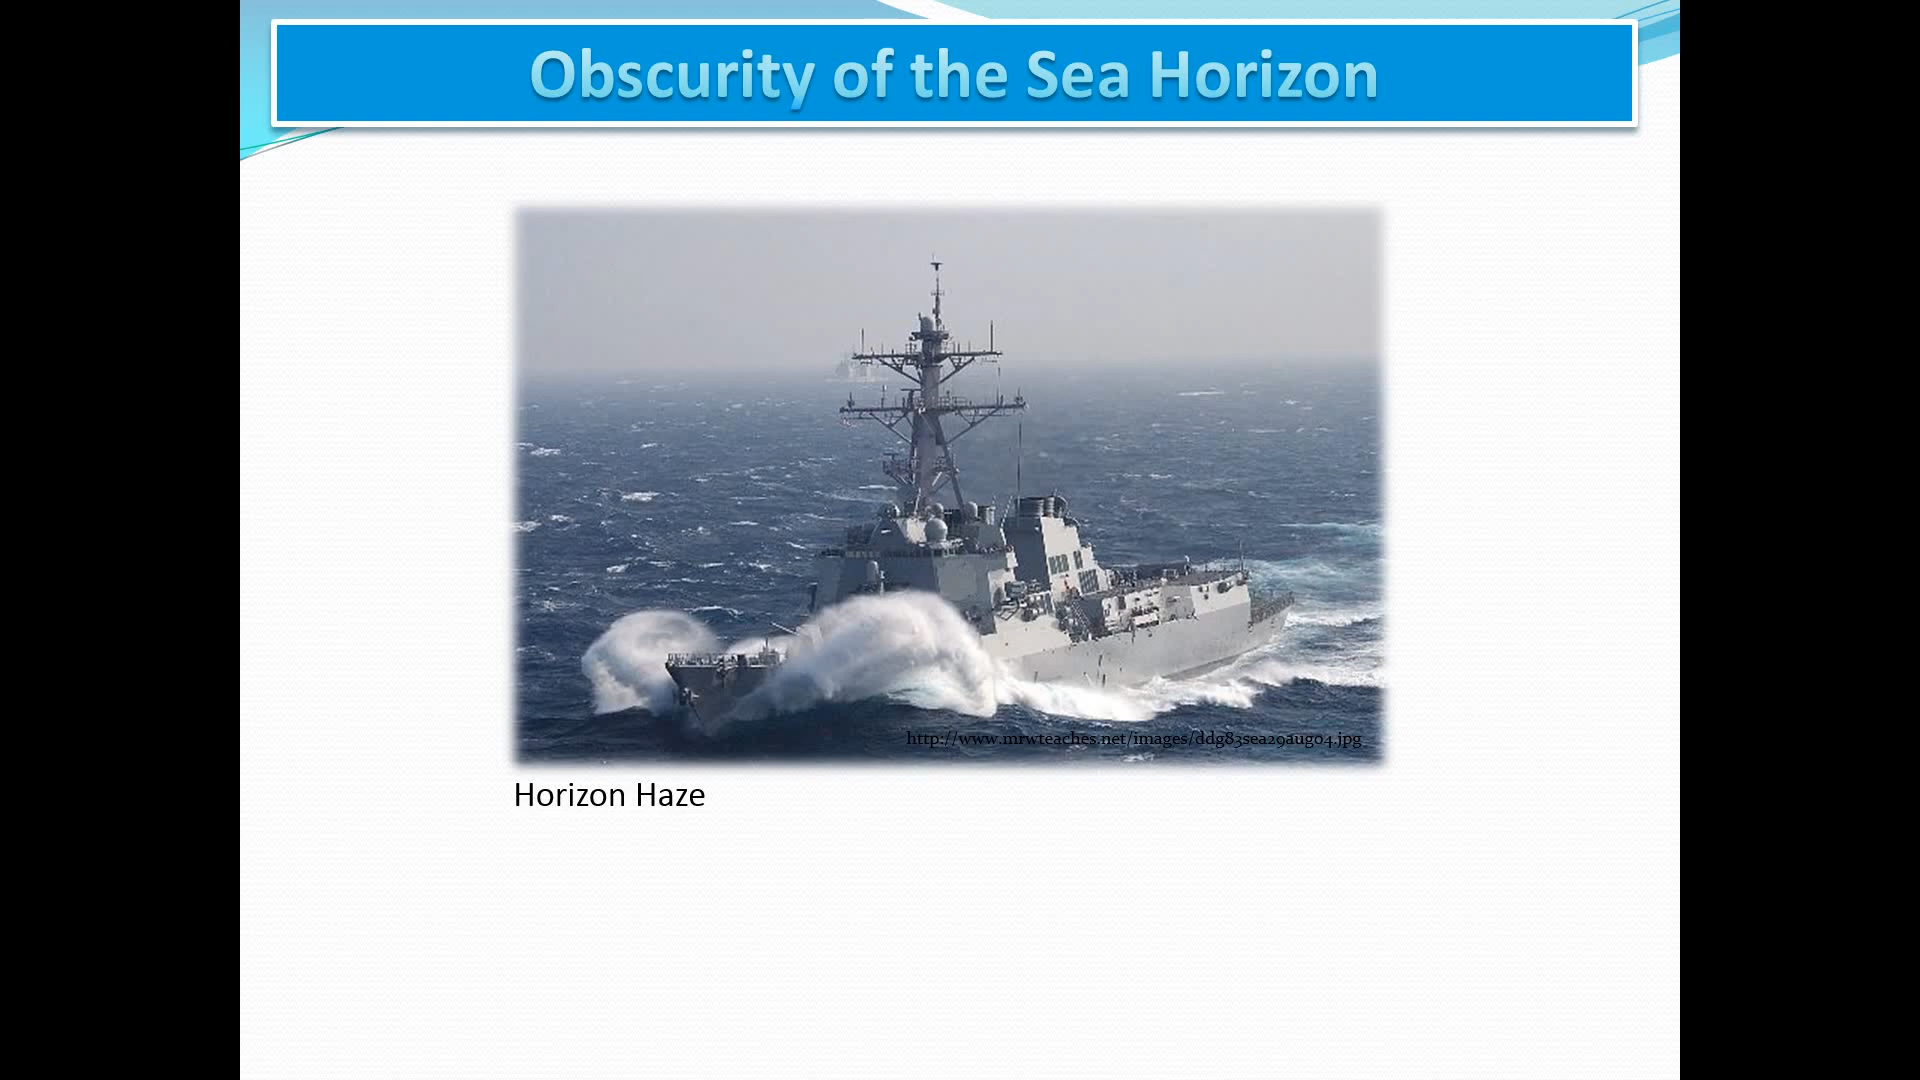 Obscurity of the Sea Horizon
http://www.mrwteaches.net/images/ddg83sea29aug04.jpg
Horizon Haze